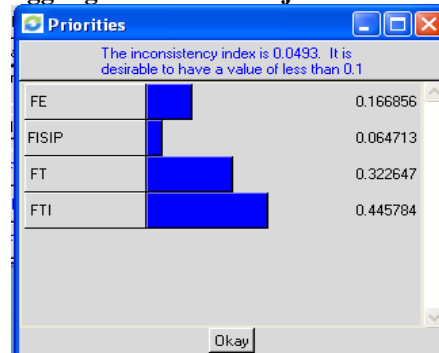 Priorities
The inconsistency index is 0.0493. It is
desirable to have a value of less than 0.1
FE 0.166856
FISIP 0.064713
FT 0.322647
FTI 0.445784
Okay